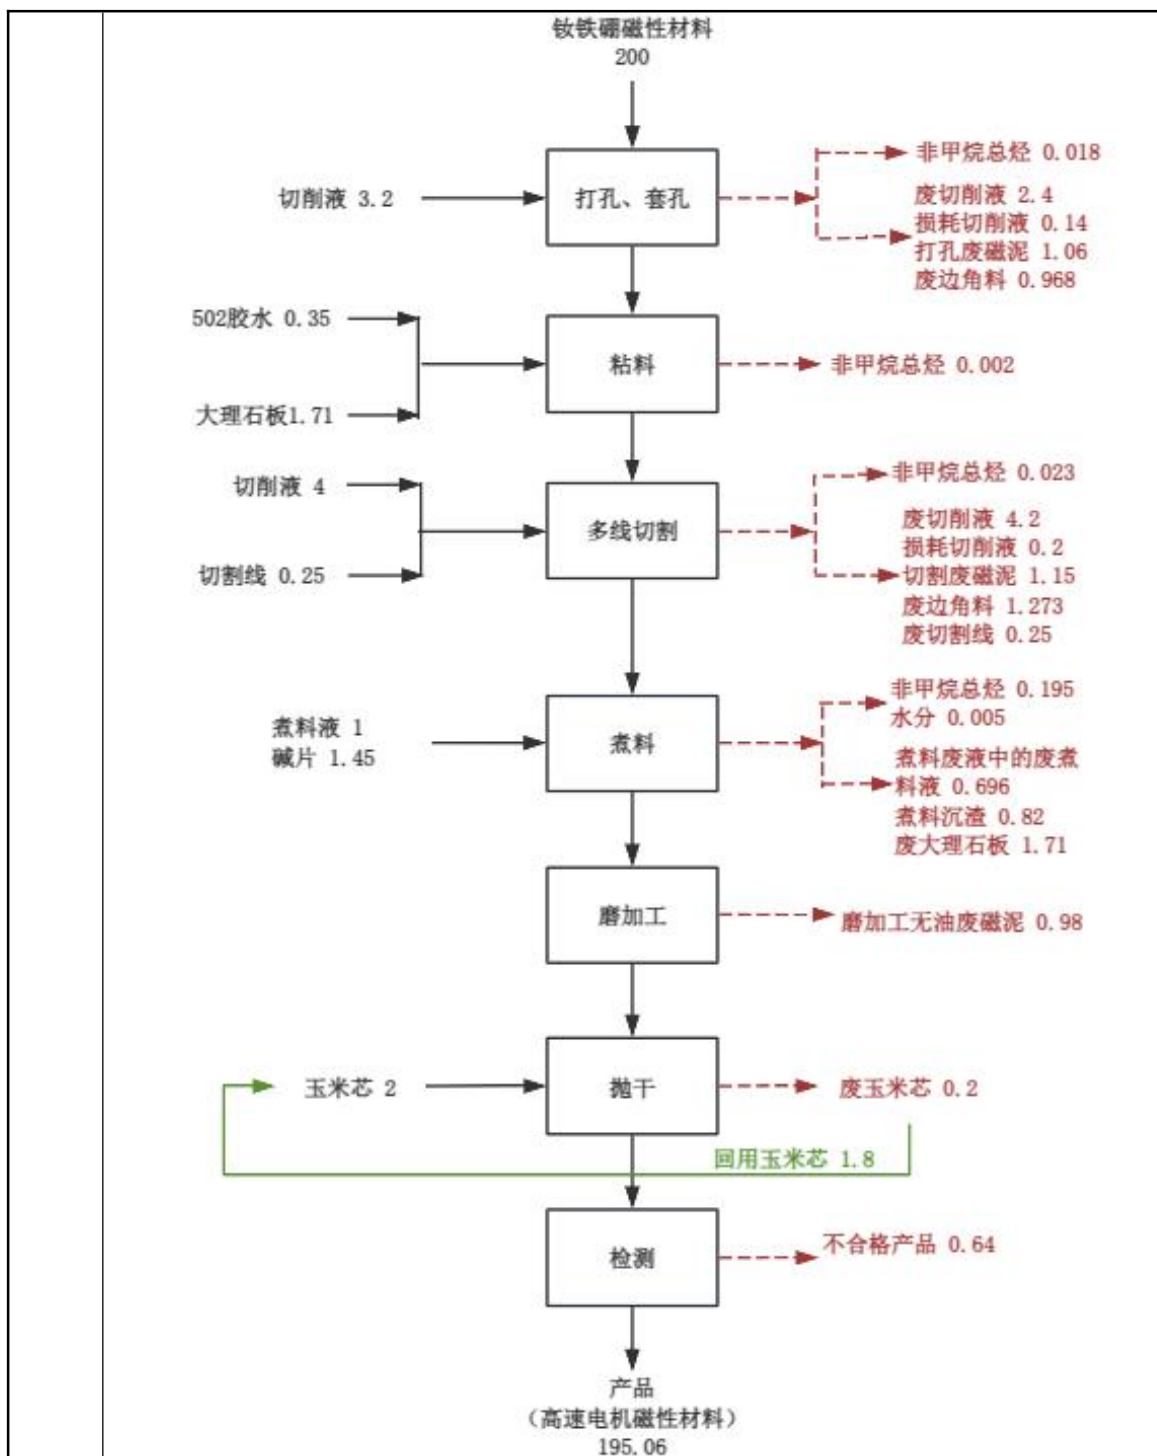 钕铁硼磁性材料
200
切削液 3.2
打孔、套孔
非甲烷总烃 0.018
废切削液 2.4
损耗切削液 0.14
打孔废磁泥 1.06
废边角料 0.968
502胶水 0.35
大理石板1.71
粘料
非甲烷总烃 0.002
切削液 4
切割线 0.25
多线切割
非甲烷总烃 0.023
废切削液 4.2
损耗切削液 0.2
切割废磁泥 1.15
废边角料 1.273
废切割线 0.25
煮料液 1
碱片 1.45
煮料
非甲烷总烃 0.195
水分 0.005
煮料废液中的废煮
料液 0.696
煮料沉渣 0.82
废大理石板 1.71
磨加工
磨加工无油废磁泥 0.98
玉米芯 2
抛干
废玉米芯 0.2
回用玉米芯 1.8
检测
不合格产品 0.64
产品
（高速电机磁性材料）
195.06